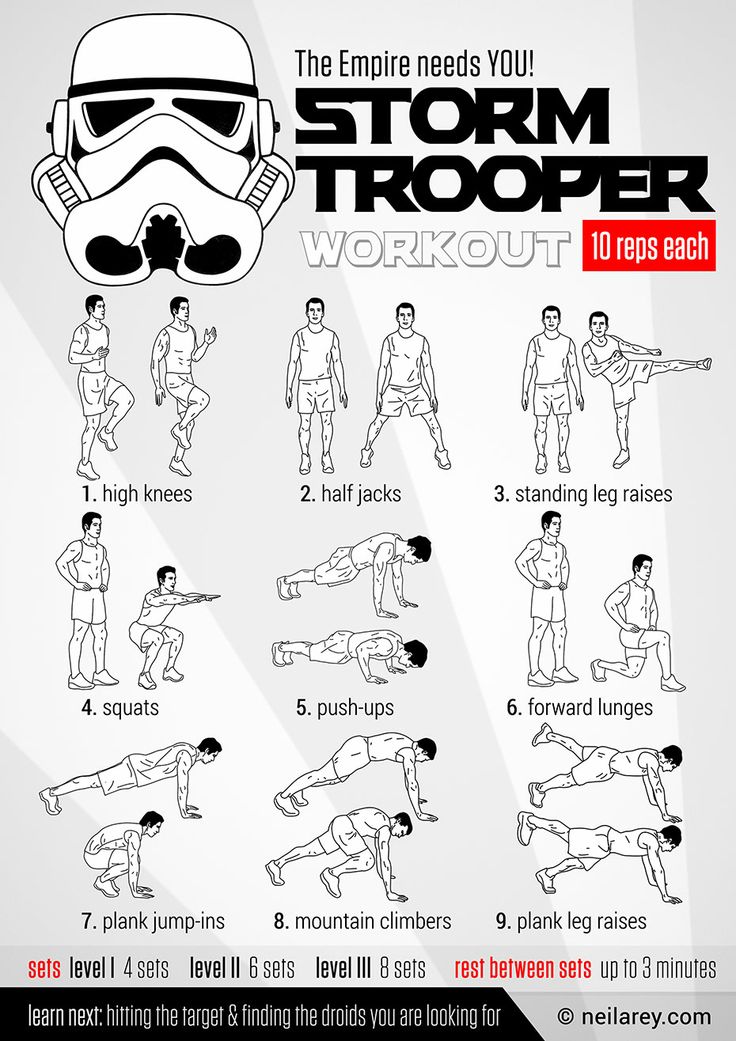 The Empire needs YOU!
STORM
TROOPER
WORKOUT 10 reps each
1. high knees
2. half jacks
3. standing leg raises
4. squats
5. push-ups
6. forward lunges
7. plank jump-ins
8. mountain climbers
9. plank leg raises
sets level I 4 sets level II 6 sets level III 8 sets rest between sets up to 3 minutes
learn next: hitting the target & finding the droids you are looking for © neilarey.com